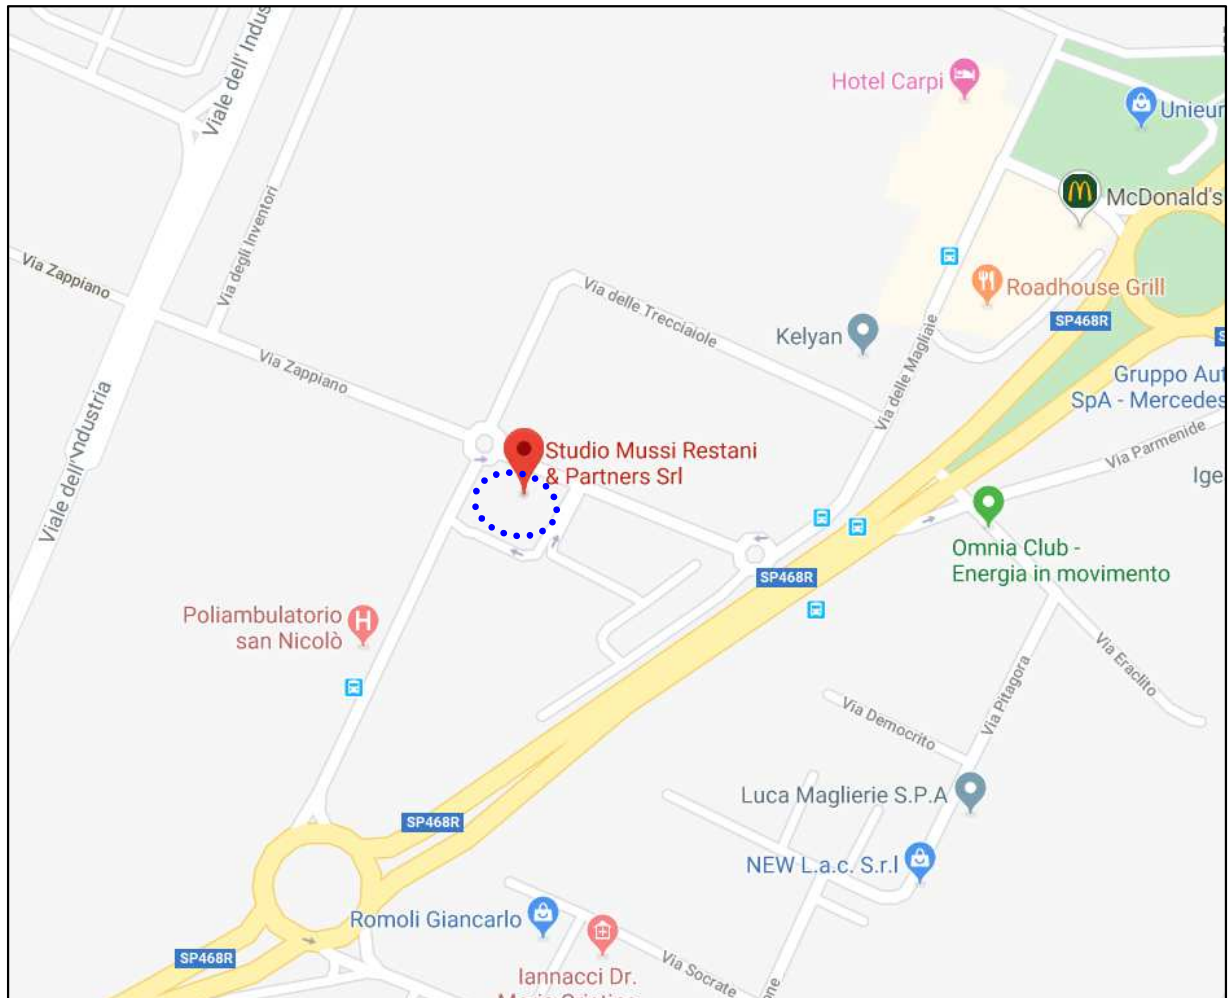 Viale dell' Indus
Hotel Carpi
Unieur
McDonald's
Via degli Inventori
Via Zappiano
Via delle Trecciaiole
Roadhouse Grill
SP468R
Kelyan
Via delle Magliaie
Via Zappiano
Gruppo Aut
SpA - Mercedes
Viale dell' Industria
Studio Mussi Restani
& Partners Srl
Via Parmenide
Ige
Omnia Club -
Energia in movimento
SP468R
Poliambulatorio
san Nicolò
Via Eraclito
Via Pitagora
Via Democrito
Luca Maglierie S.P.A
SP468R
NEW L.a.c. S.r.l
Romoli Giancarlo
SP468R
Via Socrate
Iannacci Dr.